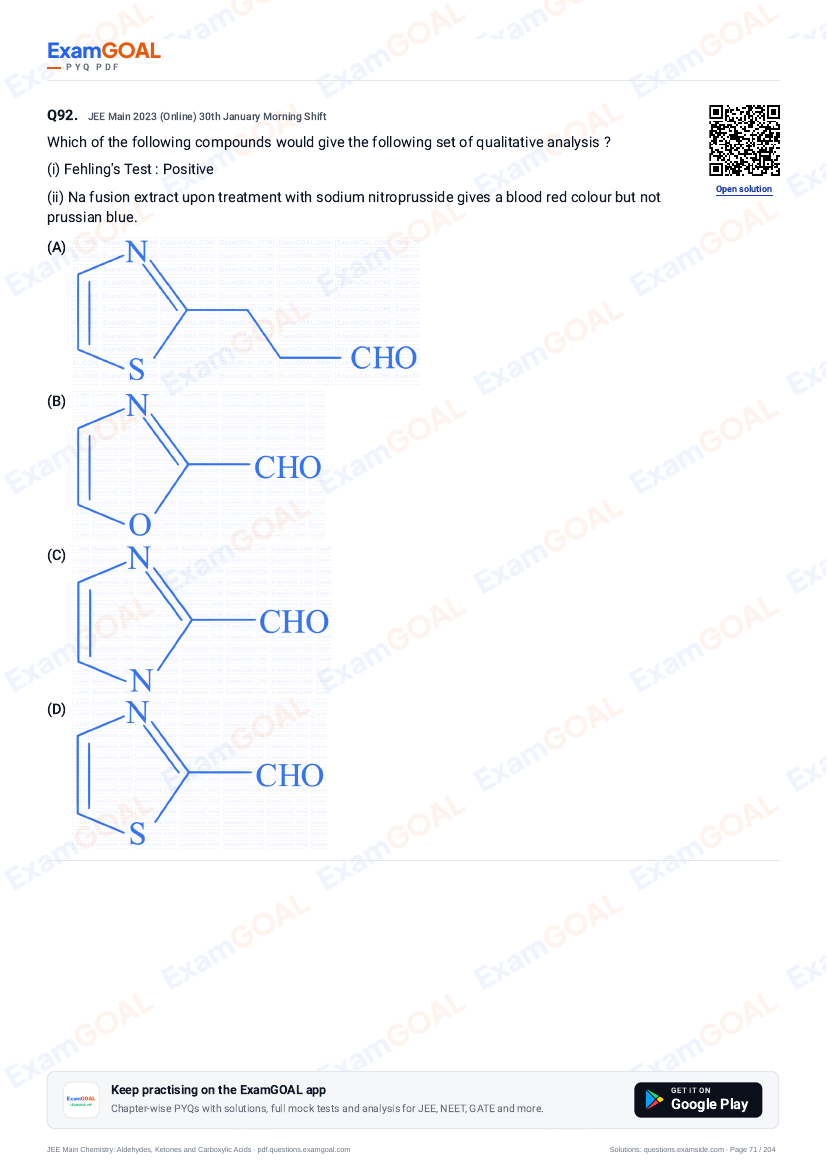 ExamGOAL
PYQ PDF
Q92. JEE Main 2023 (Online) 30th January Morning Shift
Which of the following compounds would give the following set of qualitative analysis ?
(i) Fehling's Test : Positive
(ii) Na fusion extract upon treatment with sodium nitroprusside gives a blood red colour but not
prussian blue.
Open solution
(A)
N
S
CHO
(B)
N
O
CHO
(C)
N
N
CHO
(D)
N
S
CHO
Keep practising on the ExamGOAL app
Chapter-wise PYQs with solutions, full mock tests and analysis for JEE, NEET, GATE and more.
GET IT ON
Google Play
JEE Main Chemistry: Aldehydes, Ketones and Carboxylic Acids · pdf.questions.examgoal.com
Solutions: questions.examside.com · Page 71 / 204